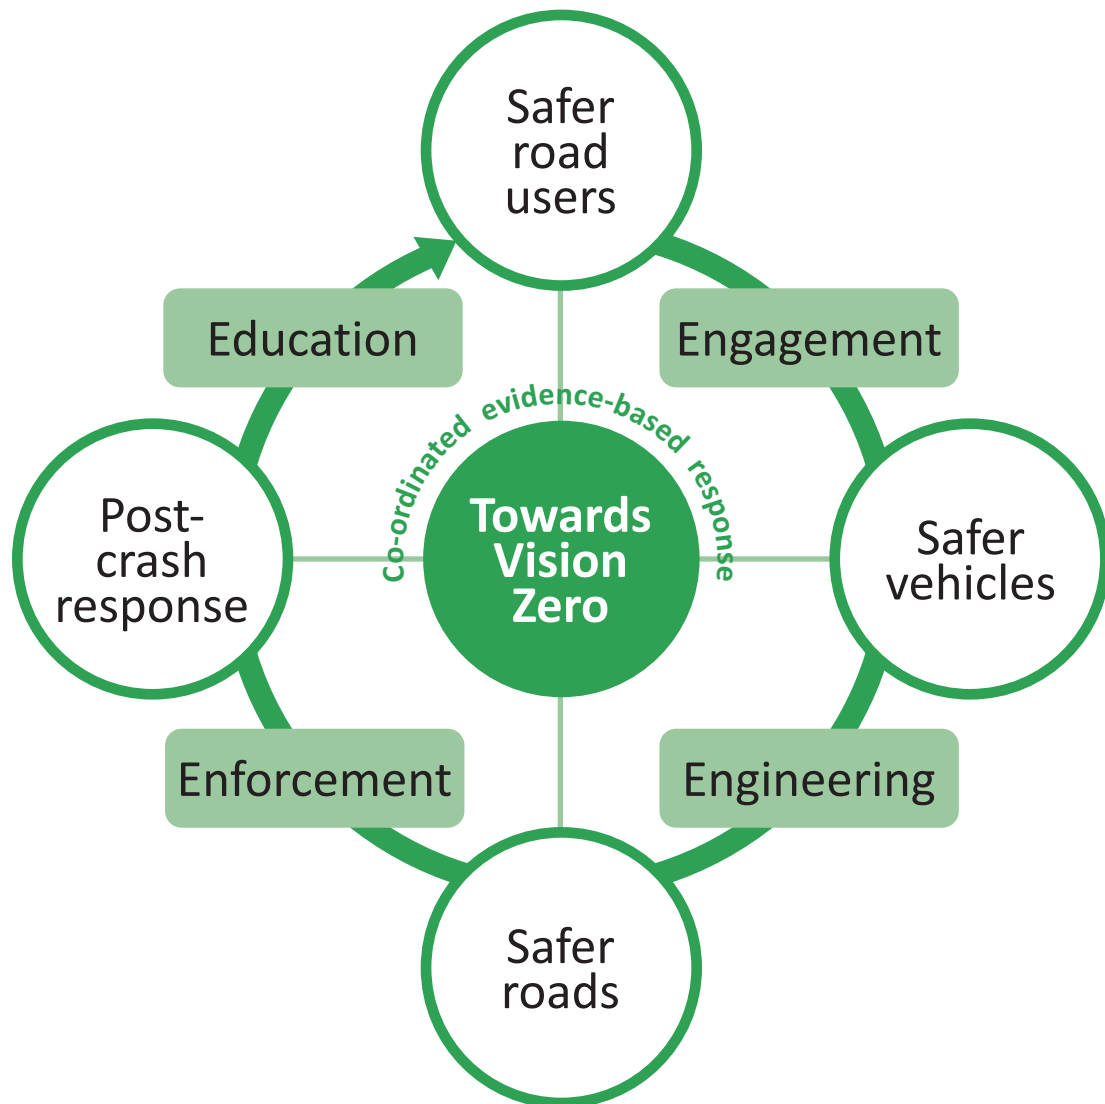 Safer
road
users
Education
Engagement
Co-ordinated evidence-based response
Towards
Vision
Zero
Post-
crash
response
Safer
vehicles
Enforcement
Engineering
Safer
roads